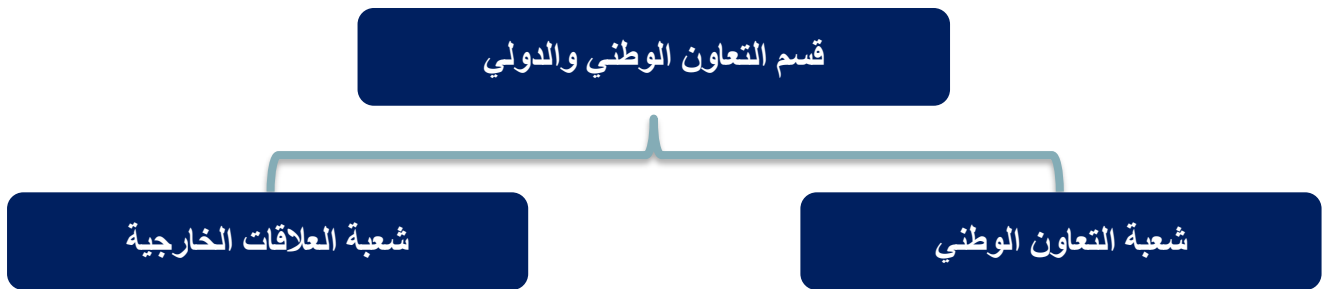 قسم التعاون الوطني والدولي
شعبة التعاون الوطني
شعبة العلاقات الخارجية